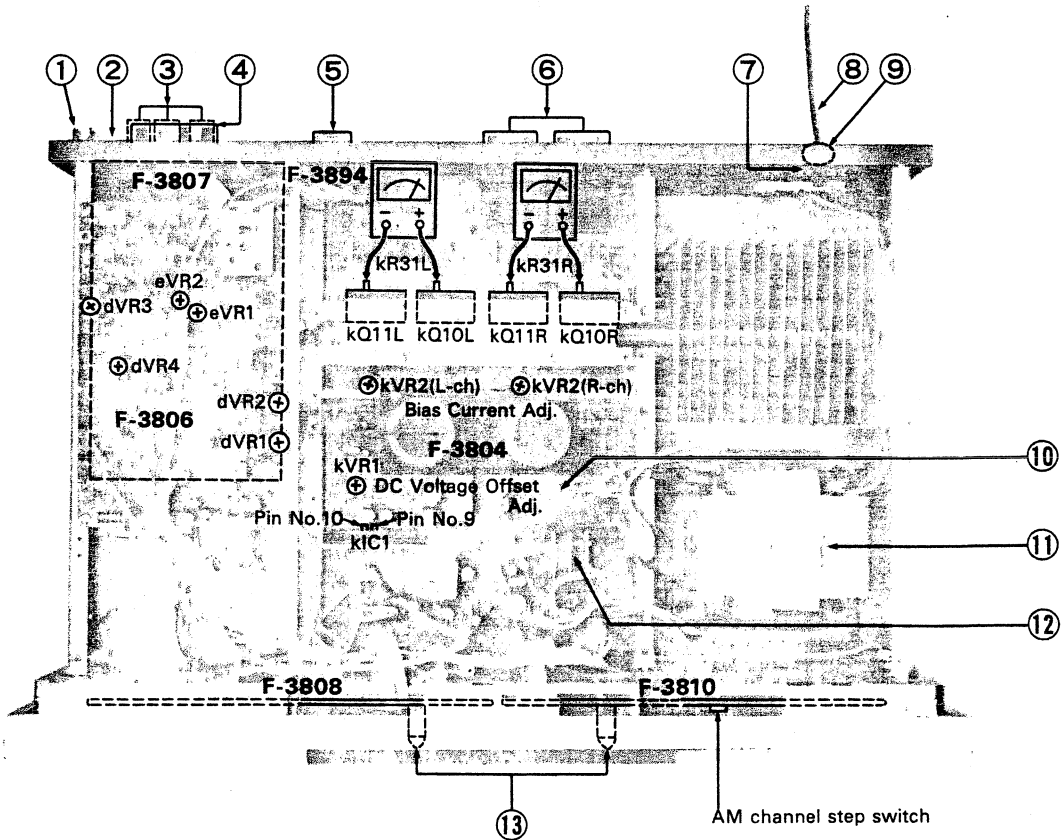 ① ② ③ ④ ⑤ ⑥ ⑦ ⑧ ⑨
F-3807
F-3894
- +
- +
kR31L
kR31R
eVR2
dVR3
eVR1
kQ11L kQ10L kQ11R kQ10R
dVR4
kVR2(L-ch) kVR2(R-ch)
Bias Current Adj.
dVR2
F-3806
dVR1
F-3804
kVR1
DC Voltage Offset
Adj.
⑩
Pin No.10 Pin No.9
kIC1
⑪
⑫
F-3808
F-3810
⑬
AM channel step switch